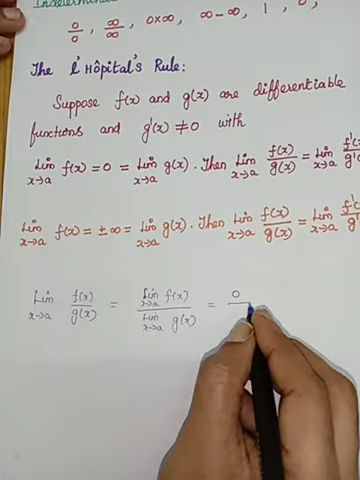 Indeterminate
0/0 , ∞/∞ , 0×∞ , ∞-∞ , 1 , 0 ,
The L'Hôpital's Rule:
Suppose f(x) and g(x) are differentiable
functions and g'(x) ≠ 0 with
Lim x→a f(x) = 0 = Lim x→a g(x). Then Lim x→a f(x)/g(x) = Lim x→a f'(x)/g'(x)
Lim x→a f(x) = ±∞ = Lim x→a g(x). Then Lim x→a f(x)/g(x) = Lim x→a f'(x)/g'(x)
Lim x→a f(x)/g(x) = Lim x→a f(x) / Lim x→a g(x) = 0